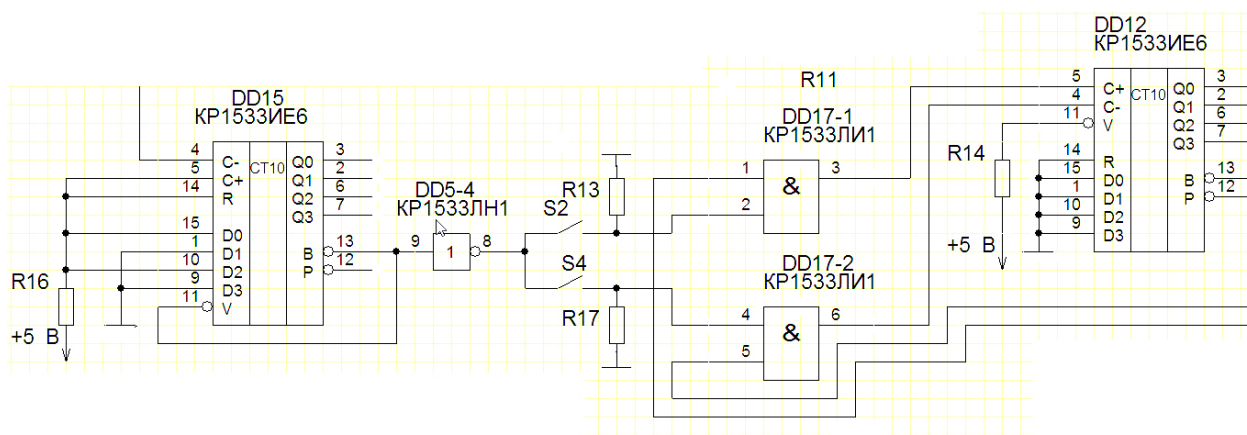 DD12
КР1533ИЕ6
5 C+ CT10 Q0 3
4 C- Q1 2
11 V Q2 6
Q3 7
14 R
15 D0 B 13
1 D1 P 12
10 D2
9 D3
R14
+5 В
R11
DD15
КР1533ИЕ6
4 C- CT10 Q0 3
5 C+ Q1 2
14 R Q2 6
Q3 7
15 D0
1 D1 B 13
10 D2 P 12
9 D3
11 V
R16
+5 В
DD5-4
КР1533ЛН1
9 1 8
S2
S4
R13
R17
DD17-1
КР1533ЛИ1
1 & 3
2
DD17-2
КР1533ЛИ1
4 & 6
5